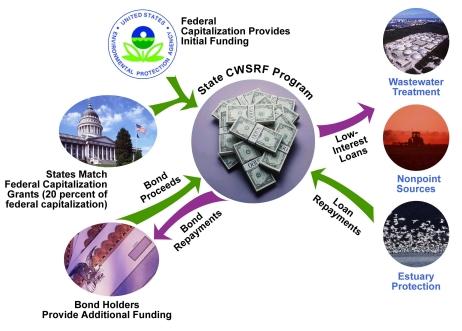 UNITED STATES
ENVIRONMENTAL PROTECTION AGENCY
Federal
Capitalization Provides
Initial Funding
State CWSRF Program
Wastewater
Treatment
States Match
Federal Capitalization
Grants (20 percent of
federal capitalization)
Low-
Interest
Loans
Nonpoint
Sources
Bond
Proceeds
Bond
Repayments
Loan
Repayments
Estuary
Protection
Bond Holders
Provide Additional Funding